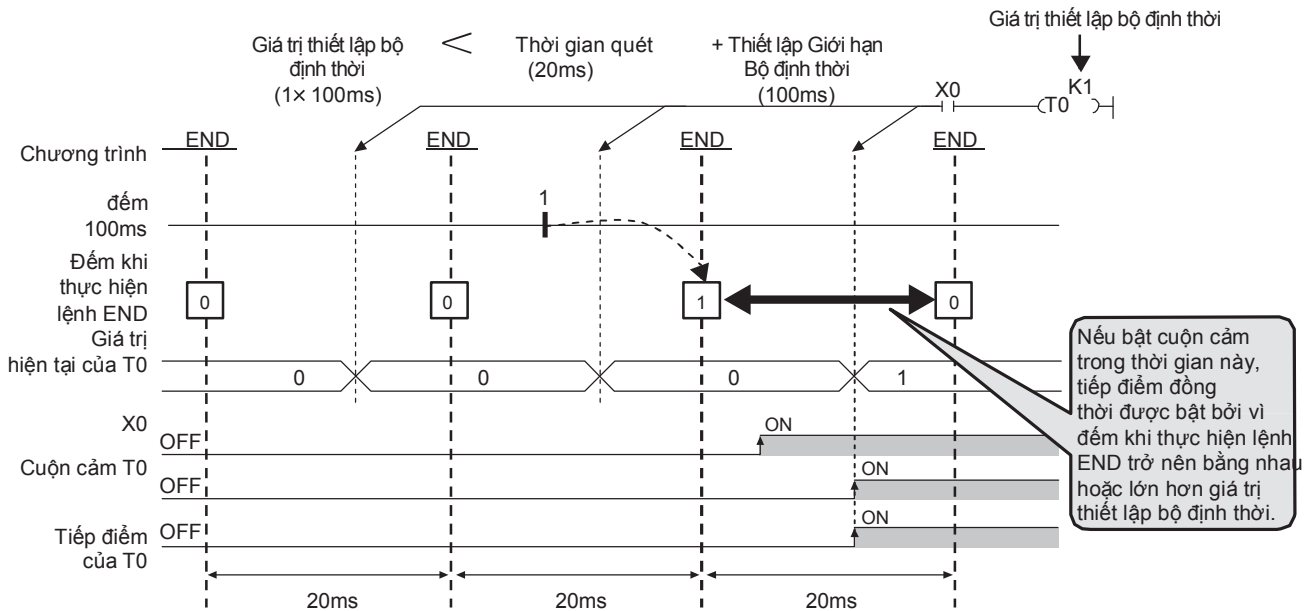 Giá trị thiết lập bộ định thời
Giá trị thiết lập bộ
định thời
(1× 100ms)
<
Thời gian quét
(20ms)
+ Thiết lập Giới hạn
Bộ định thời
(100ms)
X0
K1
T0
Chương trình
END
END
END
END
đếm
100ms
1
Đếm khi
thực hiện
lệnh END
0
0
1
0
Giá trị
hiện tại của T0
0
0
0
1
Nếu bật cuộn cảm
trong thời gian này,
tiếp điểm đồng
thời được bật bởi vì
đếm khi thực hiện lệnh
END trở nên bằng nhau
hoặc lớn hơn giá trị
thiết lập bộ định thời.
X0
OFF
ON
Cuộn cảm T0
OFF
ON
Tiếp điểm
của T0
OFF
ON
20ms
20ms
20ms